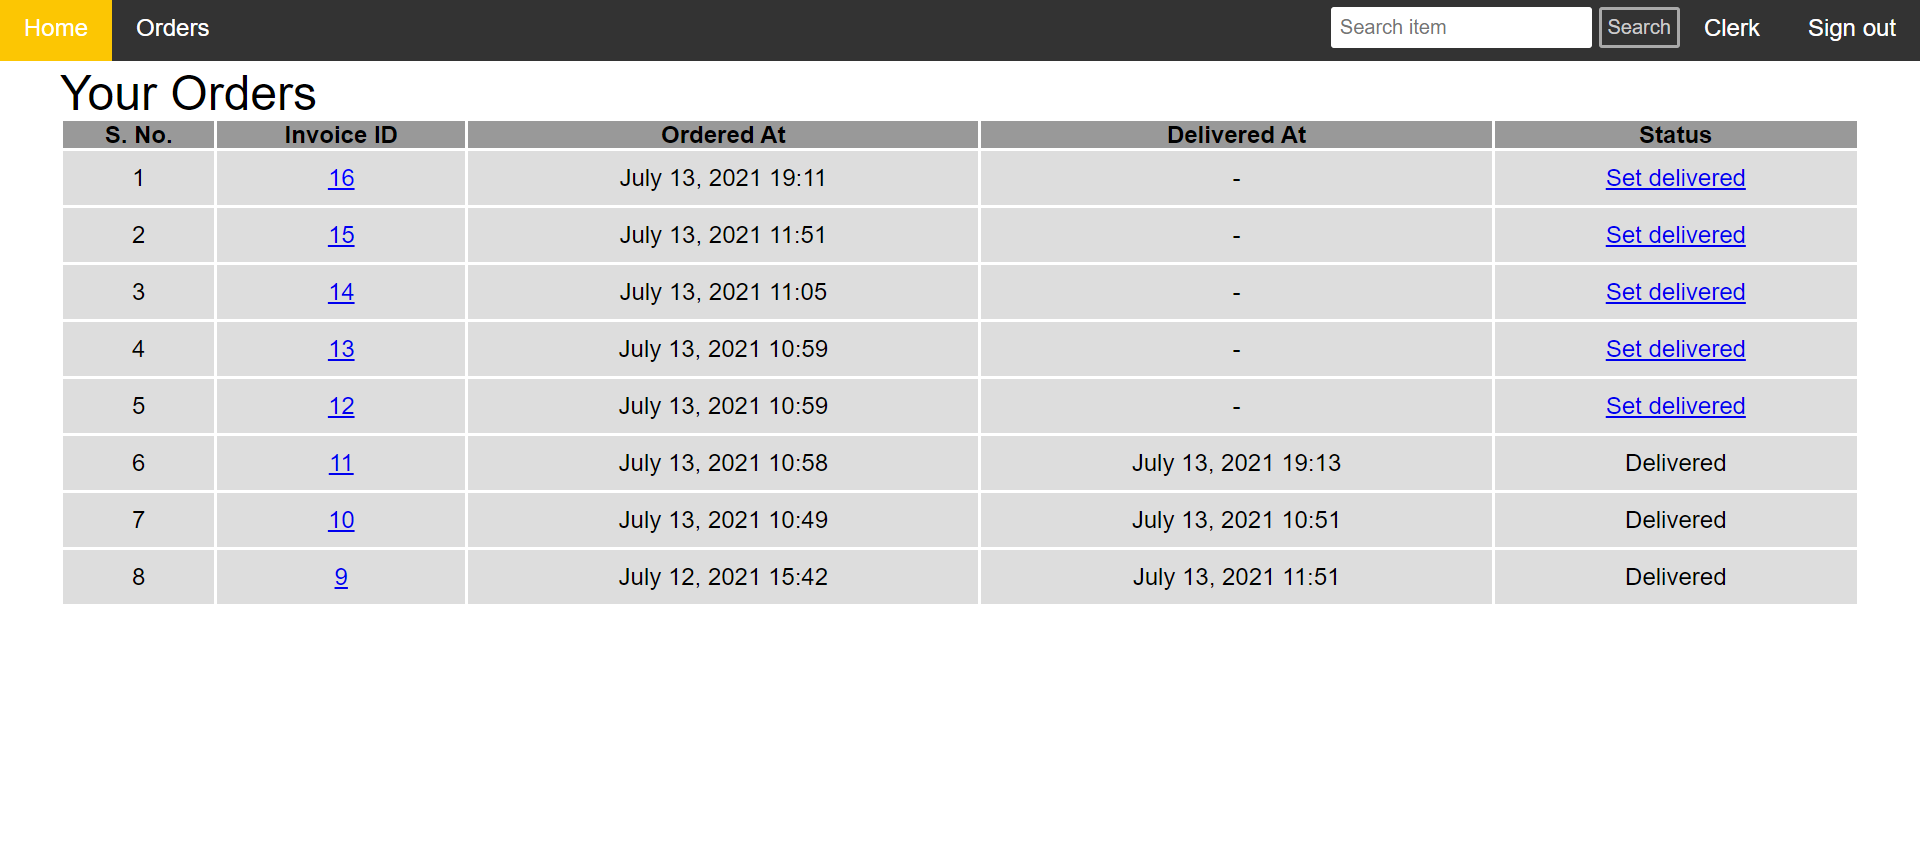 Home Orders Search item Search Clerk Sign out
Your Orders
S. No. Invoice ID Ordered At Delivered At Status
1 16 July 13, 2021 19:11 - Set delivered
2 15 July 13, 2021 11:51 - Set delivered
3 14 July 13, 2021 11:05 - Set delivered
4 13 July 13, 2021 10:59 - Set delivered
5 12 July 13, 2021 10:59 - Set delivered
6 11 July 13, 2021 10:58 July 13, 2021 19:13 Delivered
7 10 July 13, 2021 10:49 July 13, 2021 10:51 Delivered
8 9 July 12, 2021 15:42 July 13, 2021 11:51 Delivered